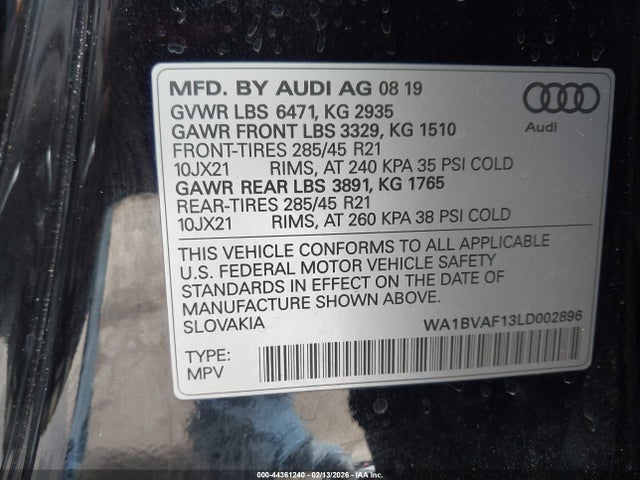 MFD. BY AUDI AG 08 19
GVWR LBS 6471, KG 2935
GAWR FRONT LBS 3329, KG 1510
FRONT-TIRES 285/45 R21
10JX21 RIMS, AT 240 KPA 35 PSI COLD
GAWR REAR LBS 3891, KG 1765
REAR-TIRES 285/45 R21
10JX21 RIMS, AT 260 KPA 38 PSI COLD
Audi
THIS VEHICLE CONFORMS TO ALL APPLICABLE
U.S. FEDERAL MOTOR VEHICLE SAFETY
STANDARDS IN EFFECT ON THE DATE OF
MANUFACTURE SHOWN ABOVE.
SLOVAKIA WA1BVAF13LD002896
TYPE:
MPV
000-44361240 - 02/13/2026 - IAA Inc.